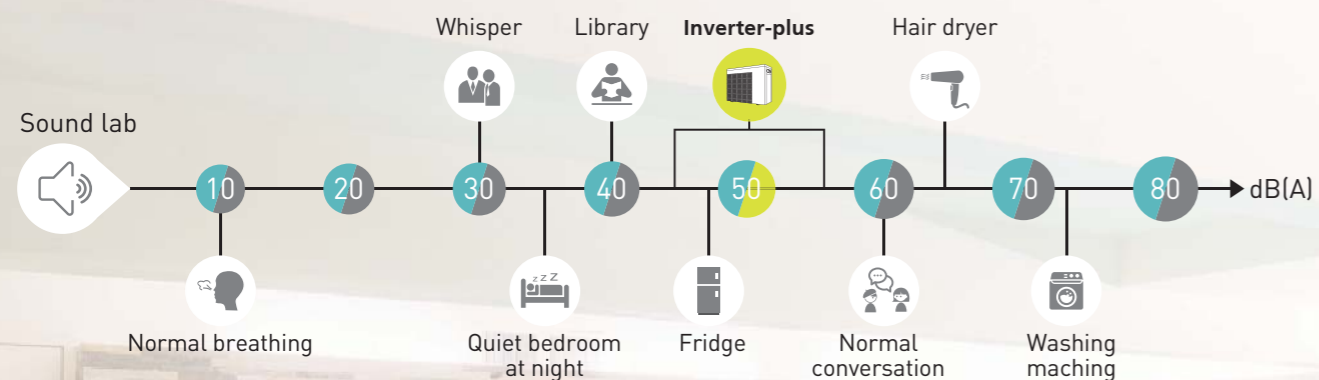 Whisper
Library
Inverter-plus
Hair dryer
Sound lab
10
20
30
40
50
60
70
80
dB(A)
z z Z
Normal breathing
Quiet bedroom
at night
Fridge
Normal
conversation
Washing
maching